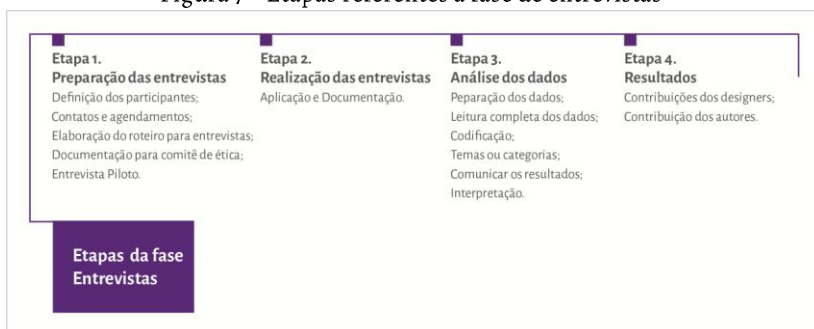 Figura 7 - Etapas referentes à fase de entrevistas
Etapa 1.
Preparação das entrevistas
Definição dos participantes;
Contatos e agendamentos;
Elaboração do roteiro para entrevistas;
Documentação para comitê de ética;
Entrevista Piloto.
Etapa 2.
Realização das entrevistas
Aplicação e Documentação.
Etapa 3.
Análise dos dados
Peparação dos dados;
Leitura completa dos dados;
Codificação;
Temas ou categorias;
Comunicar os resultados;
Interpretação.
Etapa 4.
Resultados
Contribuições dos designers;
Contribuição dos autores.
Etapas da fase
Entrevistas